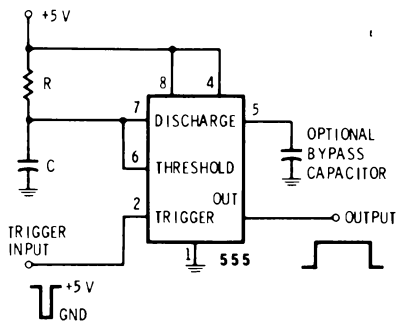 +5 V
R
8
4
7
DISCHARGE
5
OPTIONAL
BYPASS
CAPACITOR
C
6
THRESHOLD
2
OUT
TRIGGER
OUTPUT
TRIGGER
INPUT
1
555
+5 V
GND